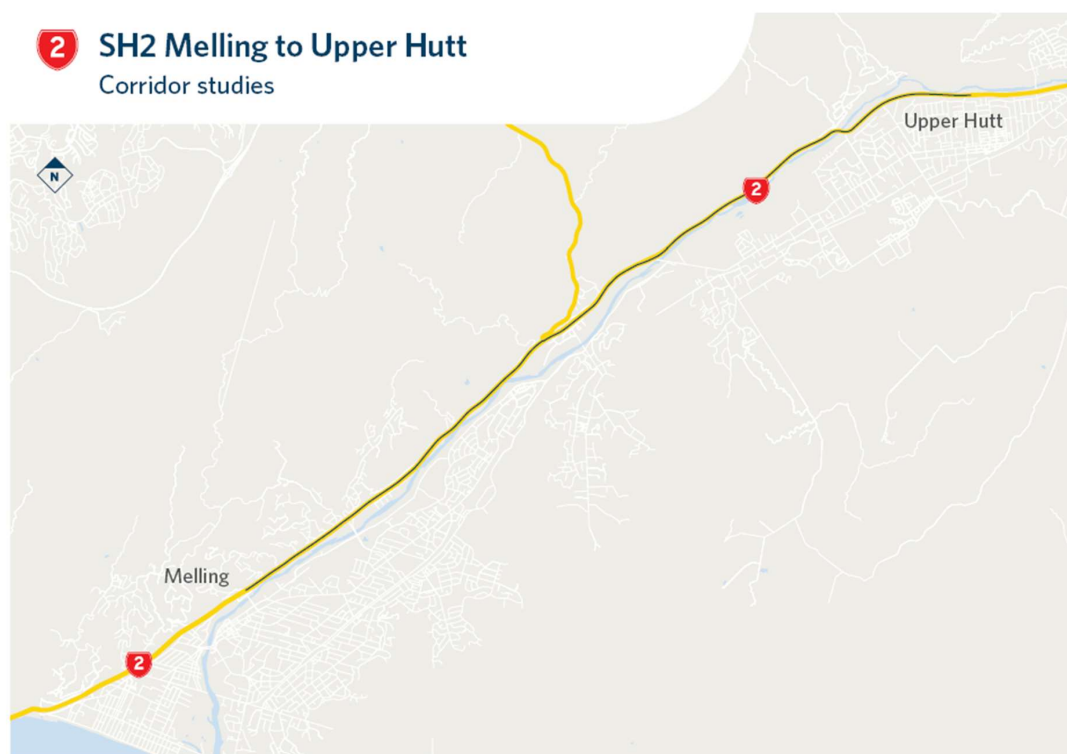 2 SH2 Melling to Upper Hutt
Corridor studies
N
Upper Hutt
2
Melling
2